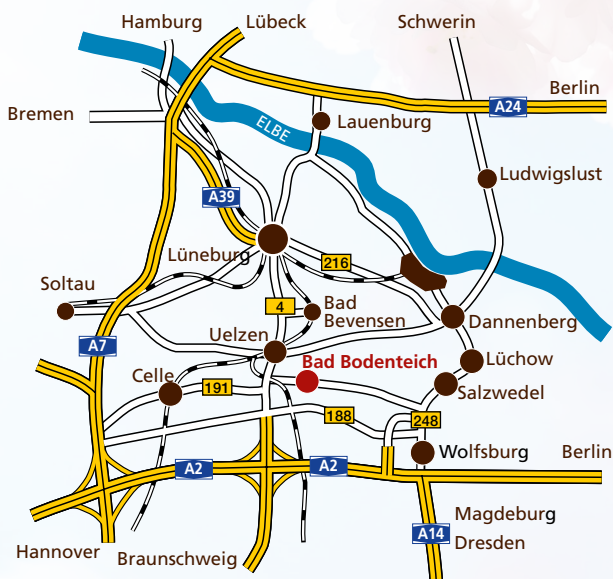 Hamburg
Lübeck
Schwerin
Berlin
A24
Bremen
Lauenburg
ELBE
Ludwigslust
A39
Lüneburg
216
Soltau
4
Bad
Bevensen
Dannenberg
Uelzen
A7
Bad Bodenteich
Lüchow
Celle
191
Salzwedel
188
248
Wolfsburg
Berlin
A2
A2
Magdeburg
Dresden
A14
Hannover
Braunschweig